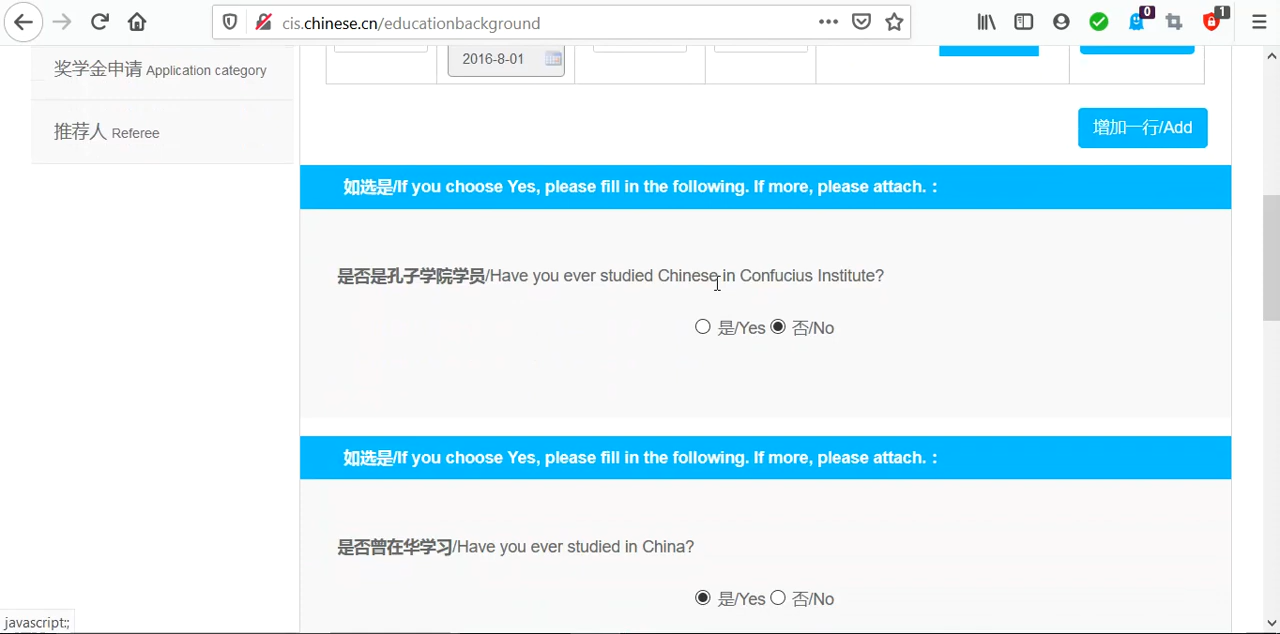 cis.chinese.cn/educationbackground
0
1
奖学金申请 Application category
2016-8-01
推荐人 Referee
增加一行/Add
如选是/If you choose Yes, please fill in the following. If more, please attach.：
是否是孔子学院学员/Have you ever studied Chinese in Confucius Institute?
是/Yes 否/No
如选是/If you choose Yes, please fill in the following. If more, please attach.：
是否曾在华学习/Have you ever studied in China?
是/Yes 否/No
javascript:;